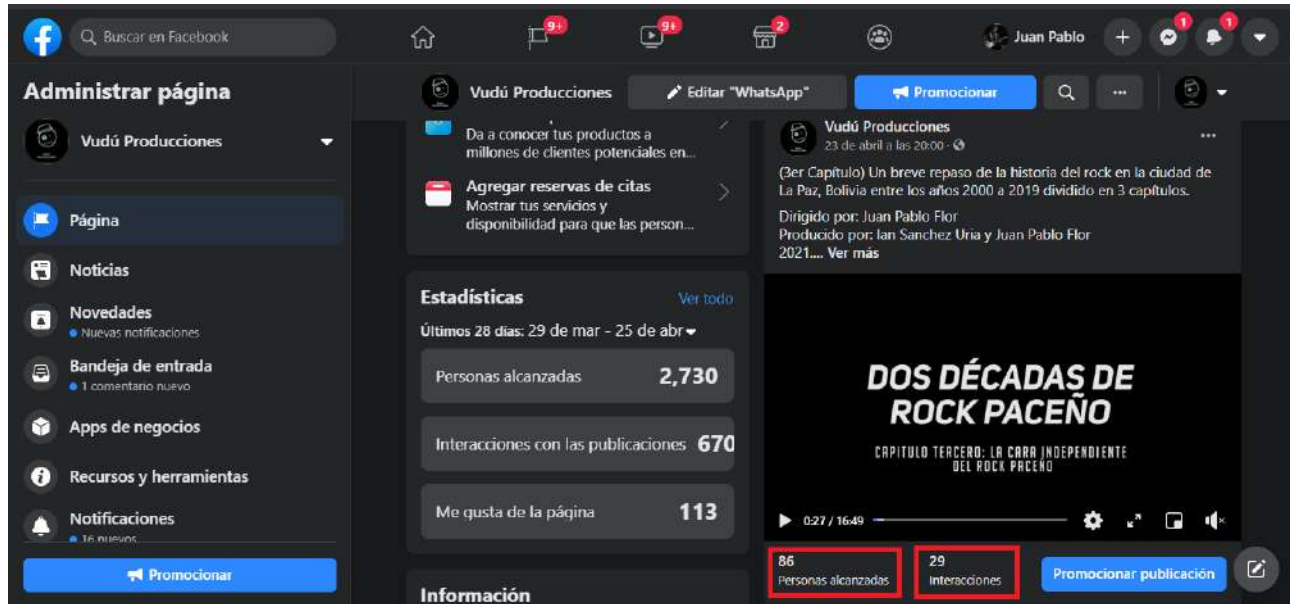 Buscar en Facebook
9+
9+
2
Juan Pablo
1
1
Administrar página
Vudú Producciones
Página
Noticias
Novedades
Nuevas notificaciones
Bandeja de entrada
1 comentario nuevo
Apps de negocios
Recursos y herramientas
Notificaciones
16 nuevos
Promocionar
Vudú Producciones
Editar "WhatsApp"
Promocionar
Da a conocer tus productos a
millones de clientes potenciales en...
Agregar reservas de citas
Mostrar tus servicios y
disponibilidad para que las person...
Estadísticas
Ver todo
Últimos 28 días: 29 de mar - 25 de abr
Personas alcanzadas 2,730
Interacciones con las publicaciones 670
Me gusta de la página 113
Información
Vudú Producciones
23 de abril a las 20:00 ·
(3er Capítulo) Un breve repaso de la historia del rock en la ciudad de
La Paz, Bolivia entre los años 2000 a 2019 dividido en 3 capítulos.
Dirigido por: Juan Pablo Flor
Producido por: Ian Sanchez Uria y Juan Pablo Flor
2021.... Ver más
DOS DÉCADAS DE
ROCK PACEÑO
CAPITULO TERCERO: LA CARA INDEPENDIENTE
DEL ROCK PACEÑO
0:27 / 16:49
86
Personas alcanzadas
29
Interacciones
Promocionar publicación